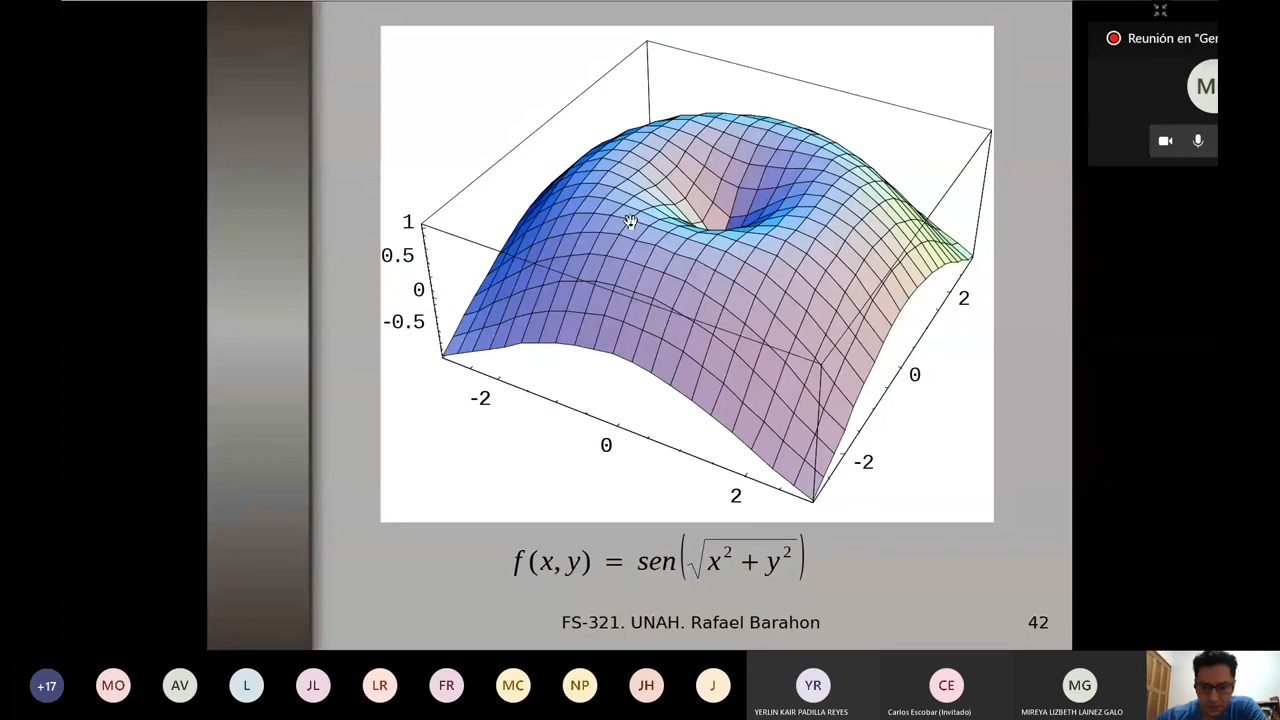 Reunión en "Ger
M
1
0.5
0
-0.5
-2
0
2
2
0
-2
f(x, y) = sen(√x² + y²)
FS-321. UNAH. Rafael Barahon
42
+17
MO
AV
L
JL
LR
FR
MC
NP
JH
J
YR
YERLIN KAIR PADILLA REYES
CE
Carlos Escobar (Invitado)
MG
MIREYA LIZBETH LAINEZ GALO